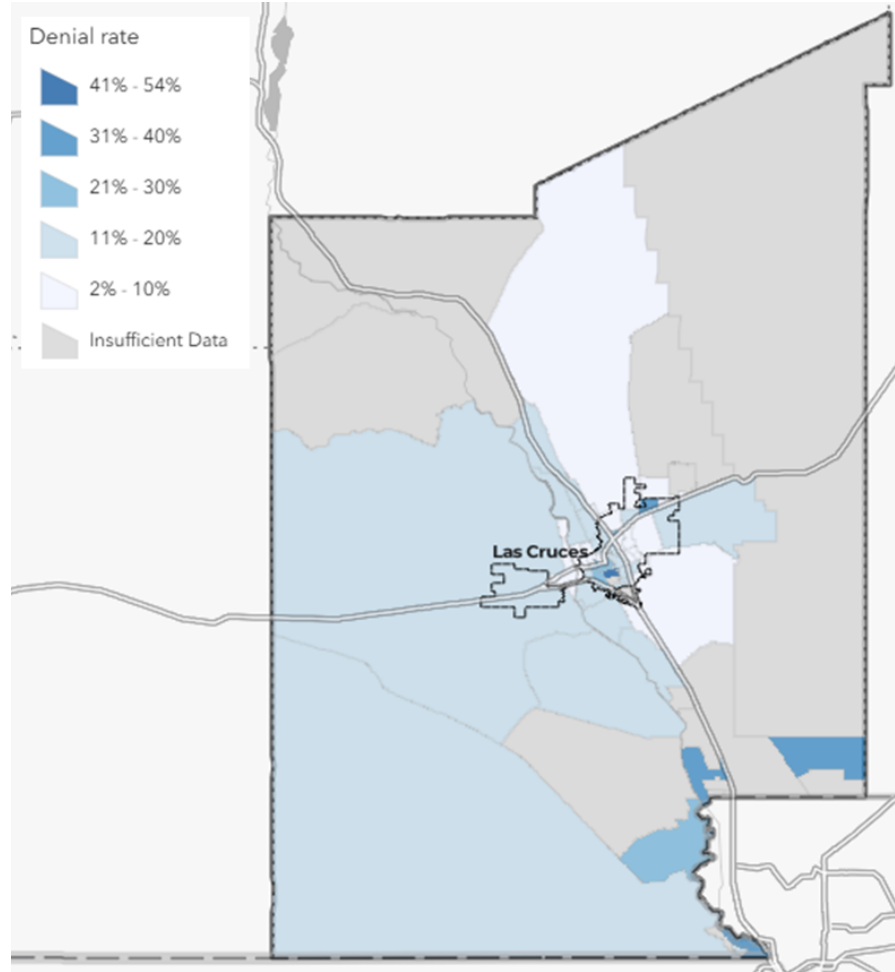 Denial rate
41% - 54%
31% - 40%
21% - 30%
11% - 20%
2% - 10%
Insufficient Data
Las Cruces